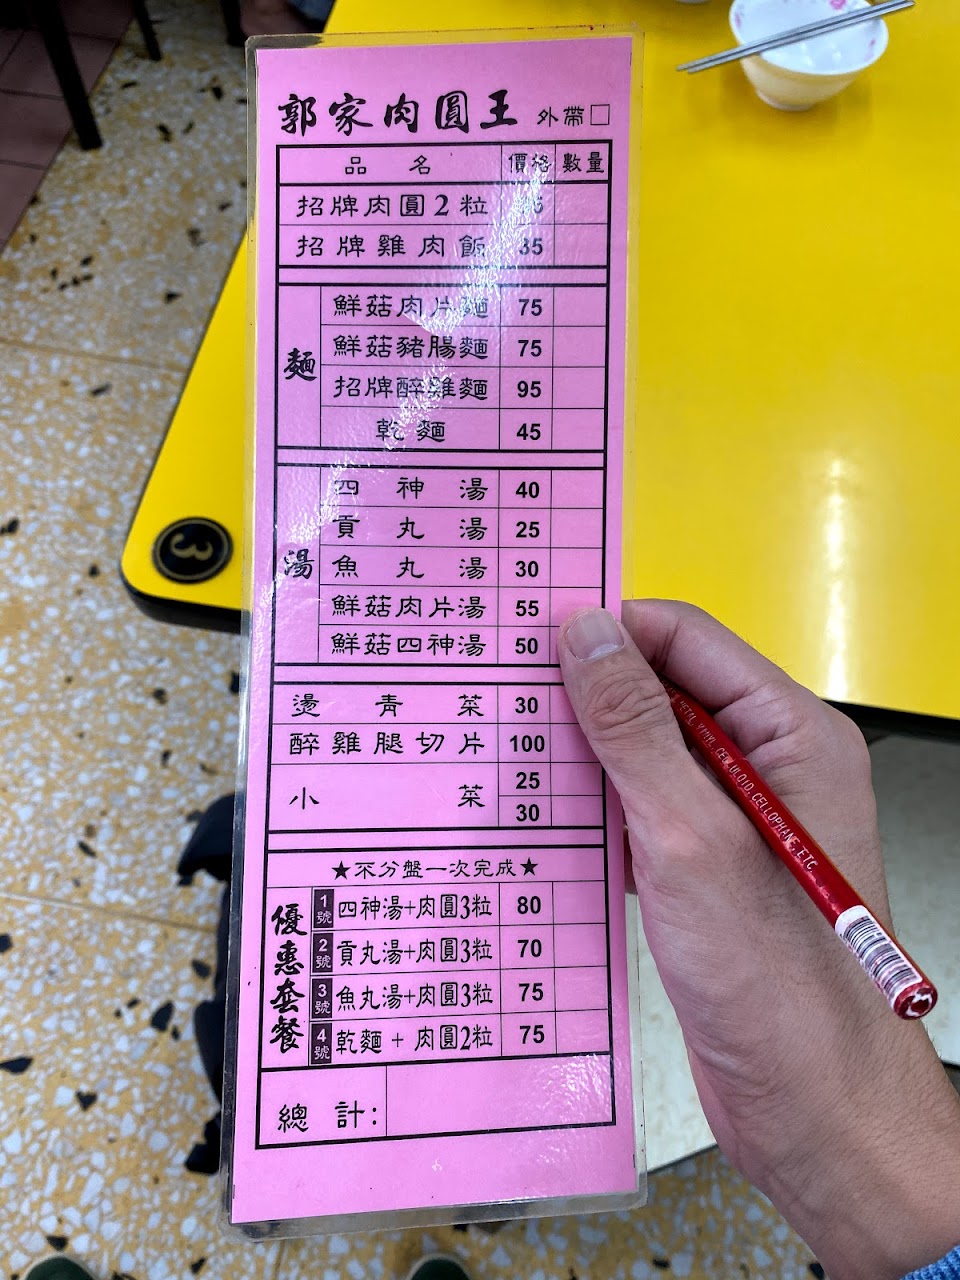 郭家肉圓王 外帶□
品名 價格 數量
招牌肉圓2粒
招牌雞肉飯 35
麵
鮮菇肉片麵 75
鮮菇豬腸麵 75
招牌醉雞麵 95
乾麵 45
湯
四神湯 40
貢丸湯 25
魚丸湯 30
鮮菇肉片湯 55
鮮菇四神湯 50
燙青菜 30
醉雞腿切片 100
小菜 25
30
★不分盤一次完成★
優惠套餐
1號 四神湯+肉圓3粒 80
2號 貢丸湯+肉圓3粒 70
3號 魚丸湯+肉圓3粒 75
4號 乾麵+肉圓2粒 75
總計:
3
METAL, VINYL, CELLULOID, CELLOPHANE, ETC